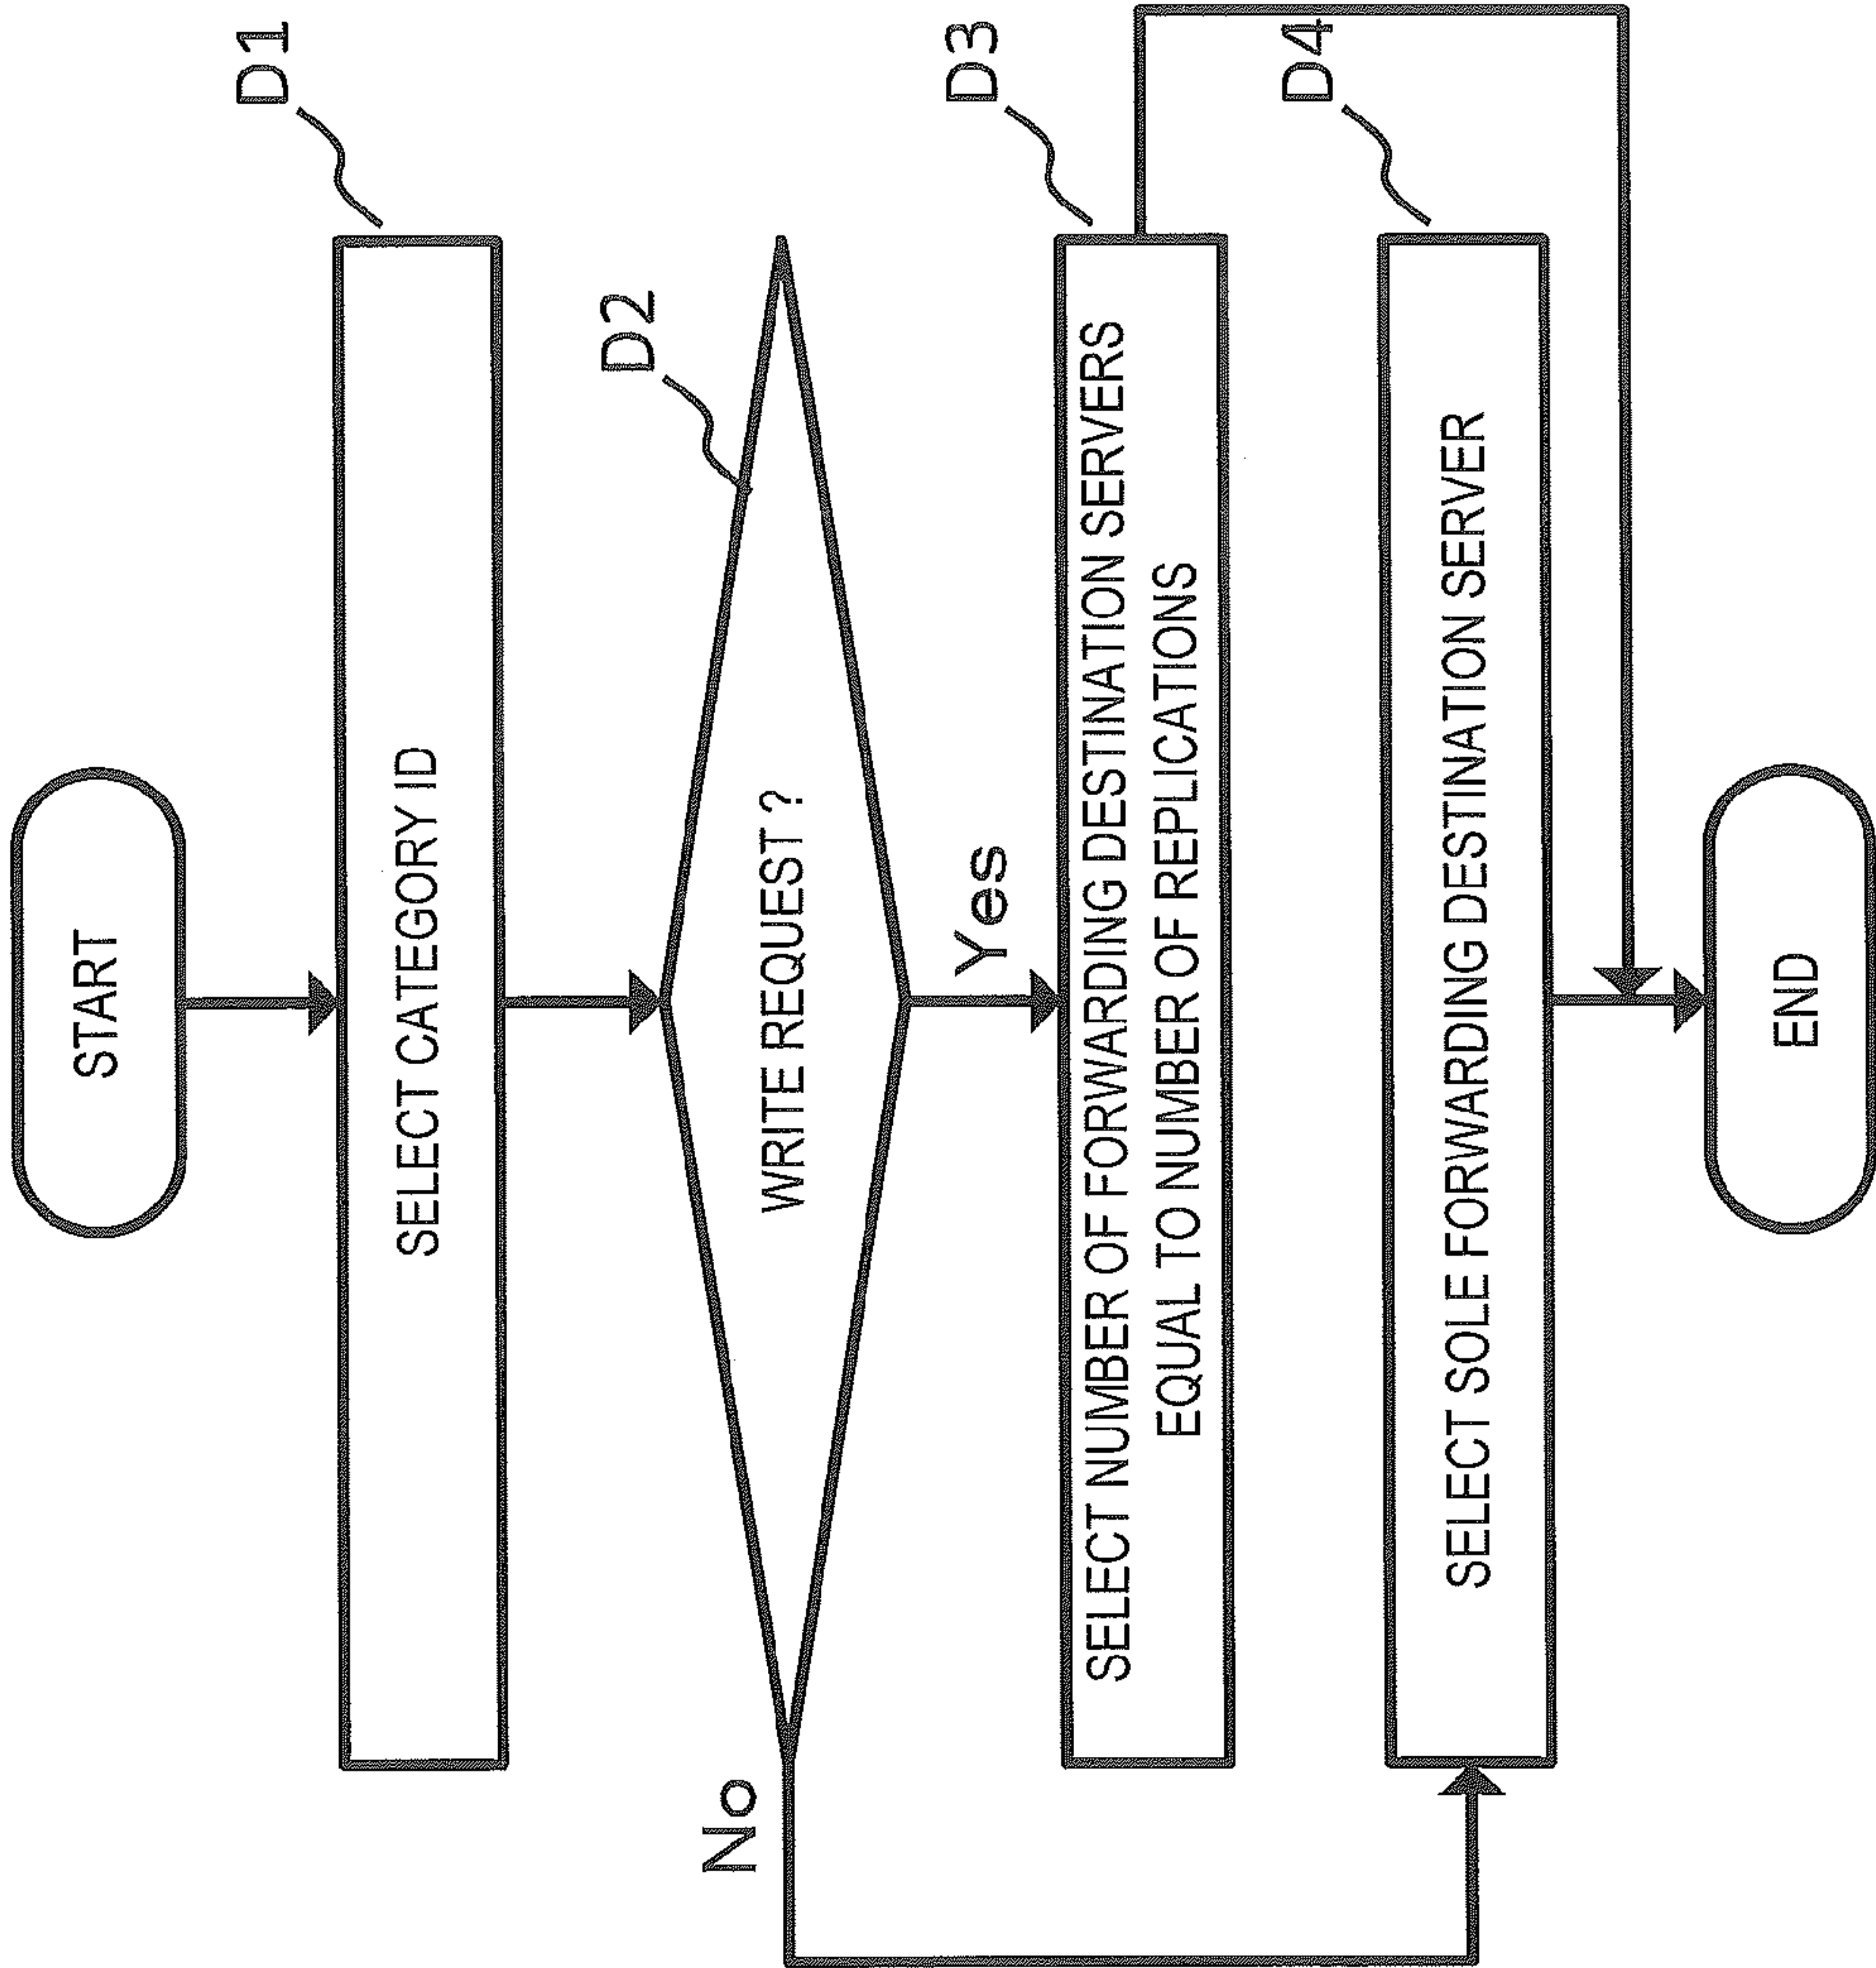 START
D1
SELECT CATEGORY ID
D2
WRITE REQUEST ?
No
Yes
D3
SELECT NUMBER OF FORWARDING DESTINATION SERVERS
EQUAL TO NUMBER OF REPLICATIONS
D4
SELECT SOLE FORWARDING DESTINATION SERVER
END